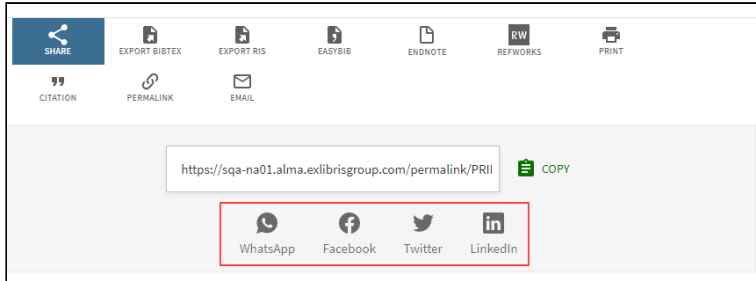 SHARE EXPORT BIBTEX EXPORT RIS EASYBIB ENDNOTE RW REFWORKS PRINT
CITATION PERMALINK EMAIL
https://sqa-na01.alma.exlibrisgroup.com/permalink/PRII COPY
WhatsApp Facebook Twitter LinkedIn